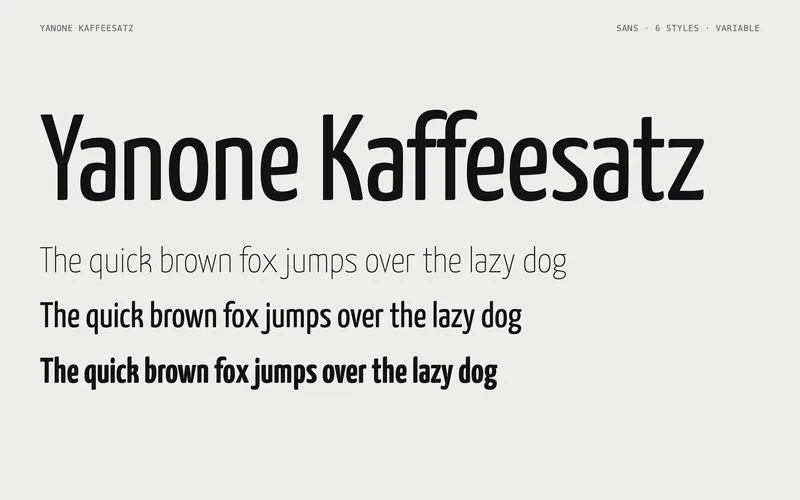 YANONE KAFFEESATZ
SANS · 6 STYLES · VARIABLE
Yanone Kaffeesatz
The quick brown fox jumps over the lazy dog
The quick brown fox jumps over the lazy dog
The quick brown fox jumps over the lazy dog